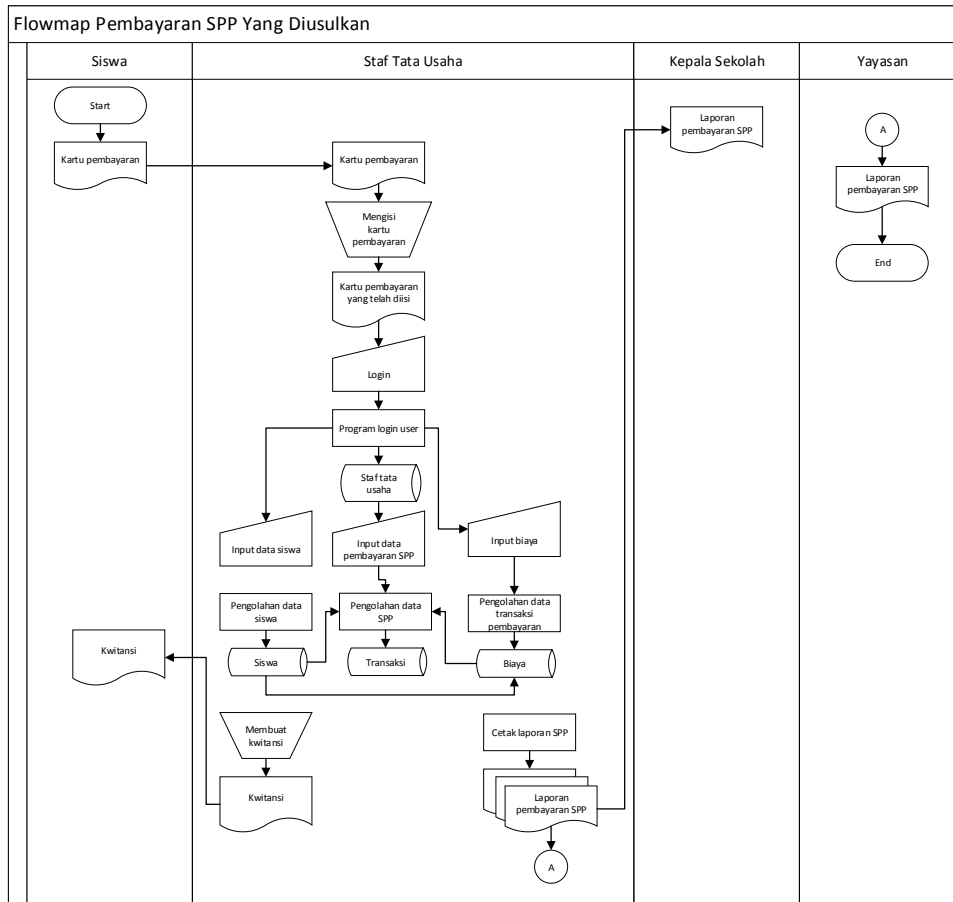 Flowmap Pembayaran SPP Yang Diusulkan
Siswa
Staf Tata Usaha
Kepala Sekolah
Yayasan
Start
Kartu pembayaran
Kartu pembayaran
Mengisi
kartu
pembayaran
Kartu pembayaran
yang telah diisi
Login
Program login user
Staf tata
usaha
Input data siswa
Input data
pembayaran SPP
Input biaya
Pengolahan data
siswa
Pengolahan data
SPP
Pengolahan data
transaksi
pembayaran
Siswa
Transaksi
Biaya
Kwitansi
Membuat
kwitansi
Kwitansi
Cetak laporan SPP
Laporan
pembayaran SPP
A
Laporan
pembayaran SPP
A
Laporan
pembayaran SPP
End